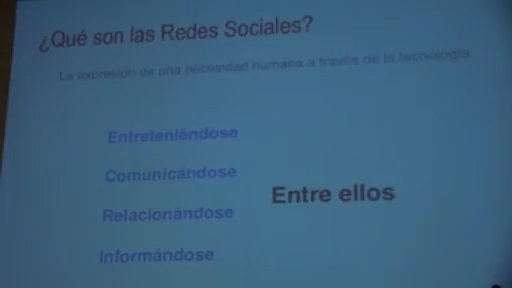 ¿Qué son las Redes Sociales?
La expresión de una necesidad humana a través de la tecnología
Entreteniéndose
Comunicándose
Relacionándose
Informándose
Entre ellos